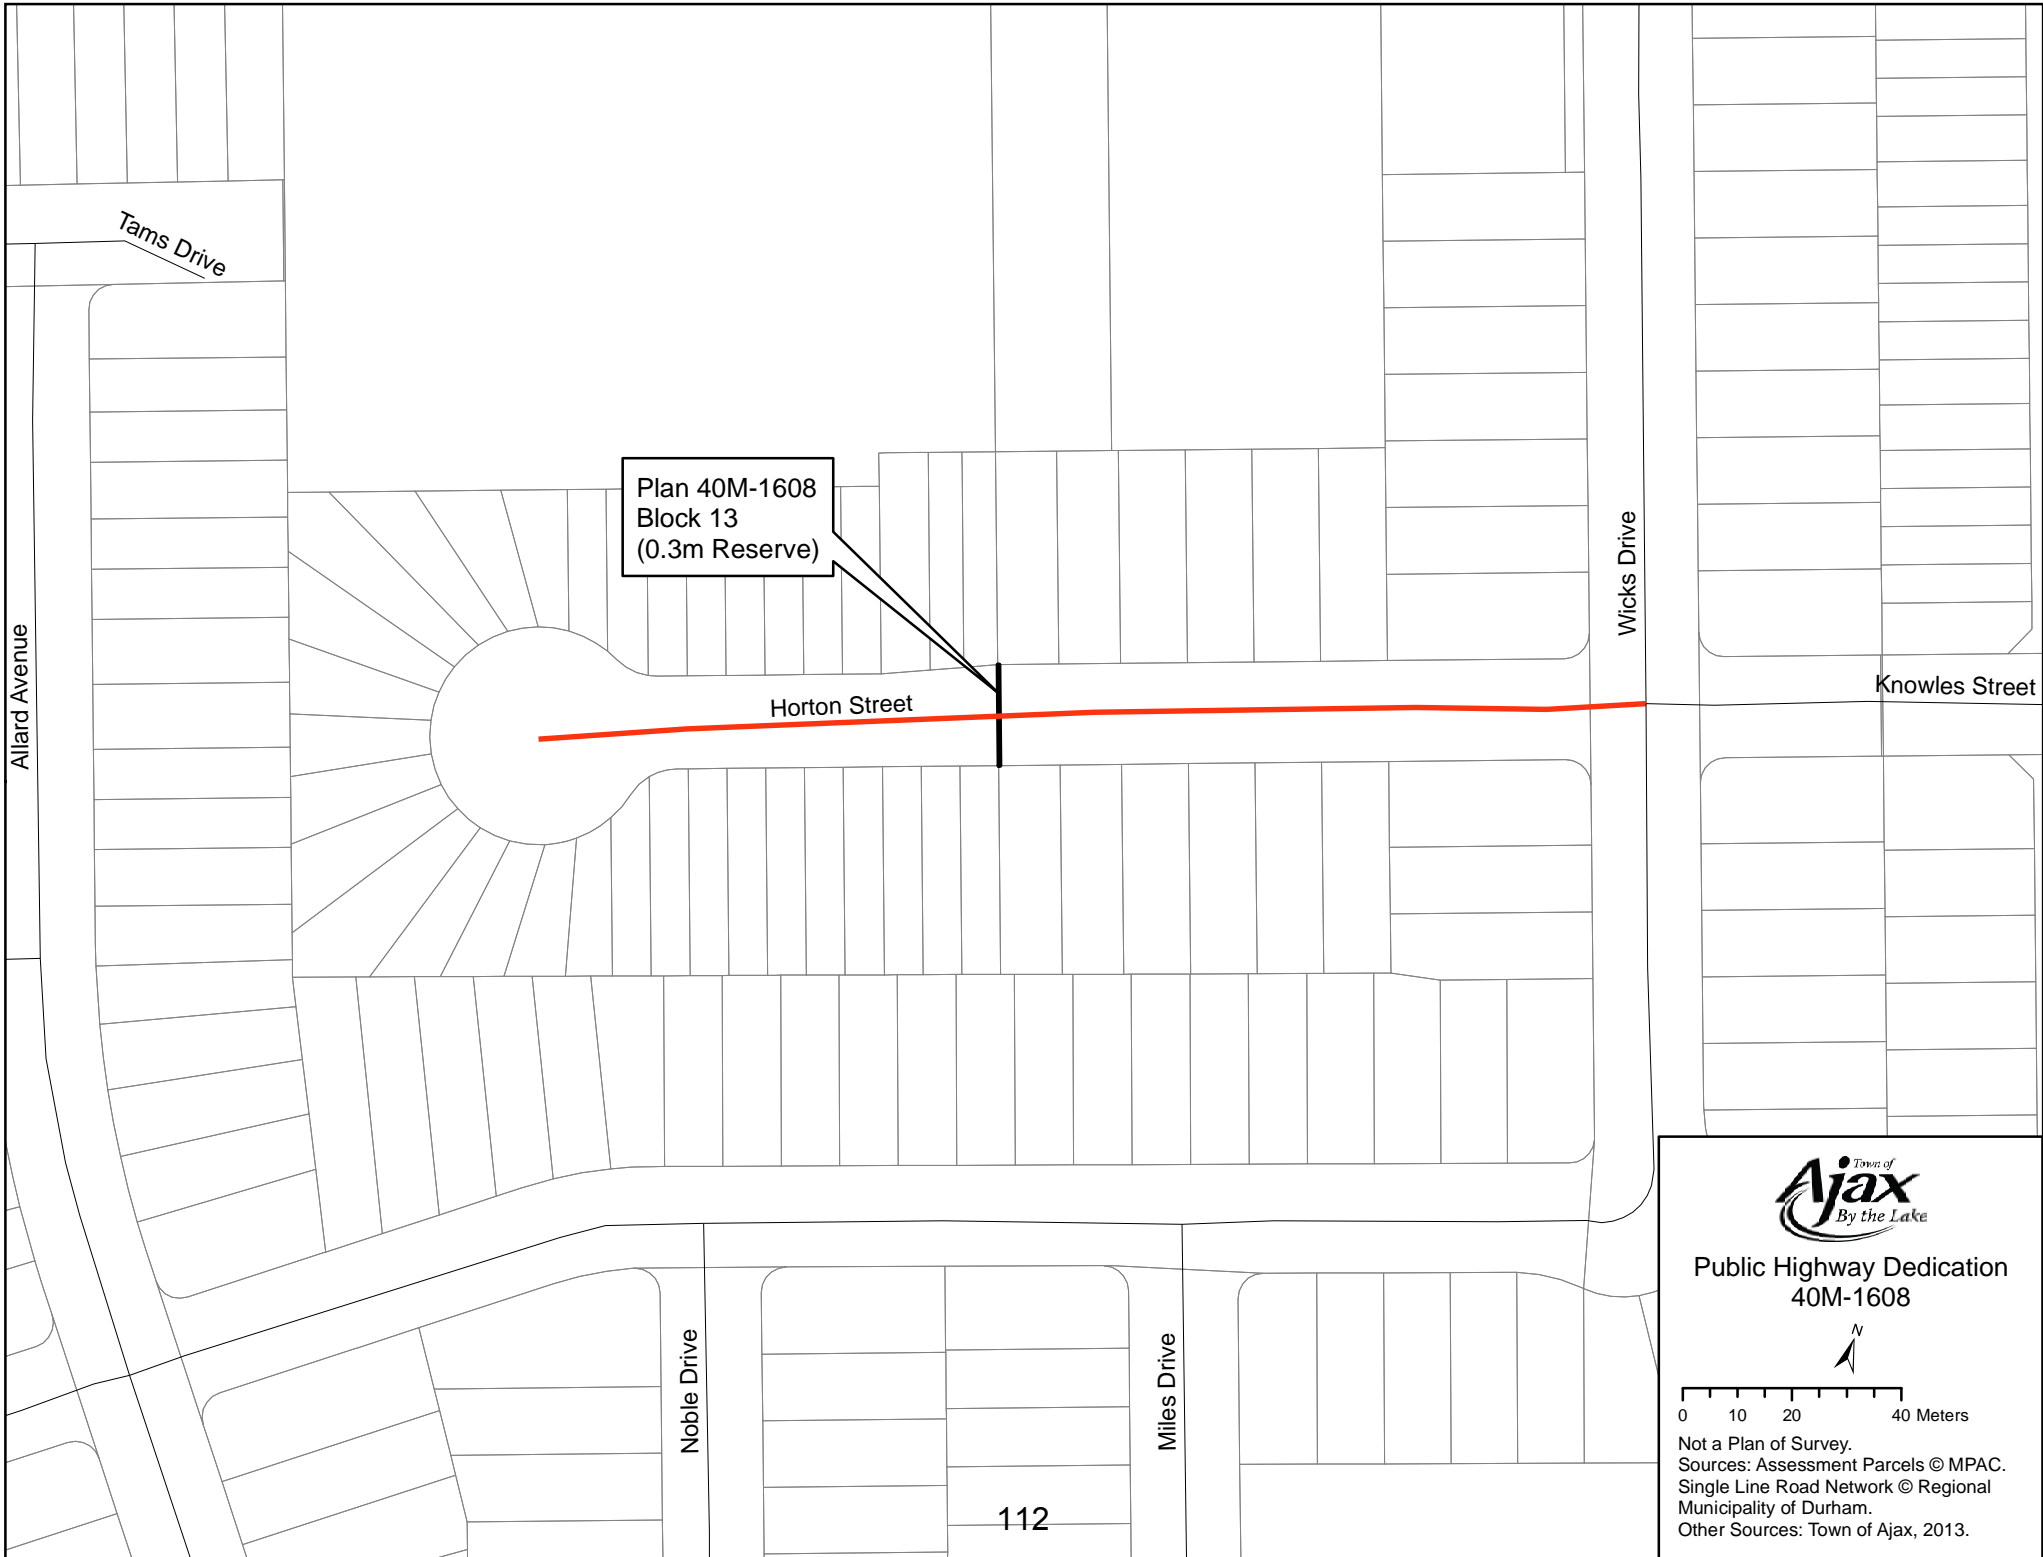 Tams Drive
Plan 40M-1608
Block 13
(0.3m Reserve)
Wicks Drive
Allard Avenue
Horton Street
Knowles Street
Noble Drive
Miles Drive
112
Town of
Ajax
By the Lake
Public Highway Dedication
40M-1608
N
0 10 20 40 Meters
Not a Plan of Survey.
Sources: Assessment Parcels © MPAC.
Single Line Road Network © Regional
Municipality of Durham.
Other Sources: Town of Ajax, 2013.